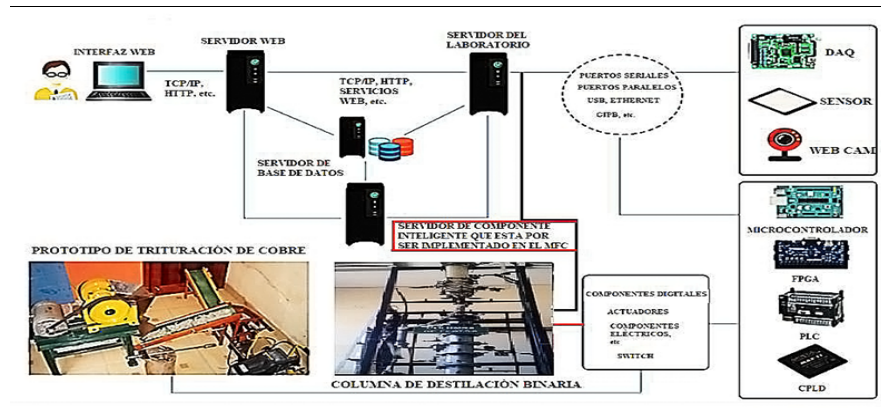 INTERFAZ WEB
SERVIDOR WEB
SERVIDOR DEL
LABORATORIO
TCP/IP,
HTTP, etc.
TCP/IP, HTTP,
SERVICIOS
WEB, etc.
SERVIDOR DE
BASE DE DATOS
PUERTOS SERIALES
PUERTOS PARALELOS
USB, ETHERNET
GIPB, etc.
DAQ
SENSOR
WEB CAM
SERVIDOR DE COMPONENTE
INTELIGENTE QUE ESTA POR
SER IMPLEMENTADO EN EL MFC
MICROCONTROLADOR
FPGA
PLC
CPLD
PROTOTIPO DE TRITURACIÓN DE COBRE
COMPONENTES DIGITALES
ACTUADORES
COMPONENTES
ELÉCTRICOS,
etc
SWITCH
COLUMNA DE DESTILACIÓN BINARIA